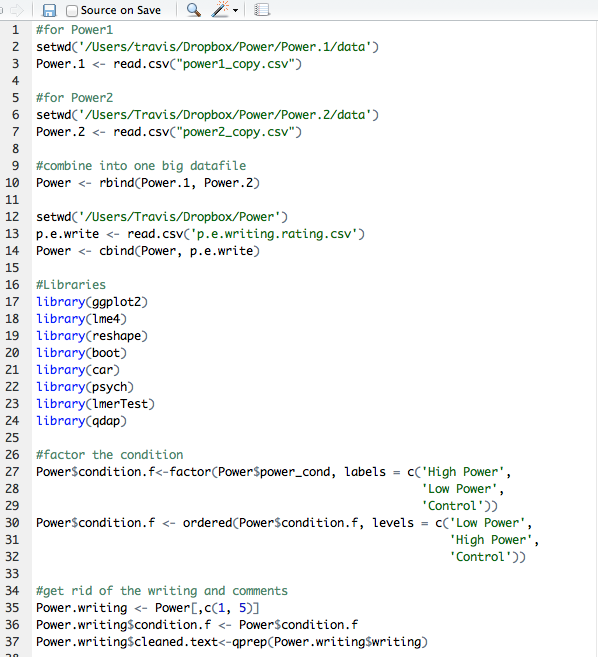 Source on Save
1 #for Power1
2 setwd('/Users/travis/Dropbox/Power/Power.1/data')
3 Power.1 <- read.csv("power1_copy.csv")
4
5 #for Power2
6 setwd('/Users/Travis/Dropbox/Power/Power.2/data')
7 Power.2 <- read.csv("power2_copy.csv")
8
9 #combine into one big datafile
10 Power <- rbind(Power.1, Power.2)
11
12 setwd('/Users/Travis/Dropbox/Power')
13 p.e.write <- read.csv('p.e.writing.rating.csv')
14 Power <- cbind(Power, p.e.write)
15
16 #Libraries
17 library(ggplot2)
18 library(lme4)
19 library(reshape)
20 library(boot)
21 library(car)
22 library(psych)
23 library(lmerTest)
24 library(qdap)
25
26 #factor the condition
27 Power$condition.f<-factor(Power$power_cond, labels = c('High Power',
28 'Low Power',
29 'Control'))
30 Power$condition.f <- ordered(Power$condition.f, levels = c('Low Power',
31 'High Power',
32 'Control'))
33
34 #get rid of the writing and comments
35 Power.writing <- Power[,c(1, 5)]
36 Power.writing$condition.f <- Power$condition.f
37 Power.writing$cleaned.text<-qprep(Power.writing$writing)